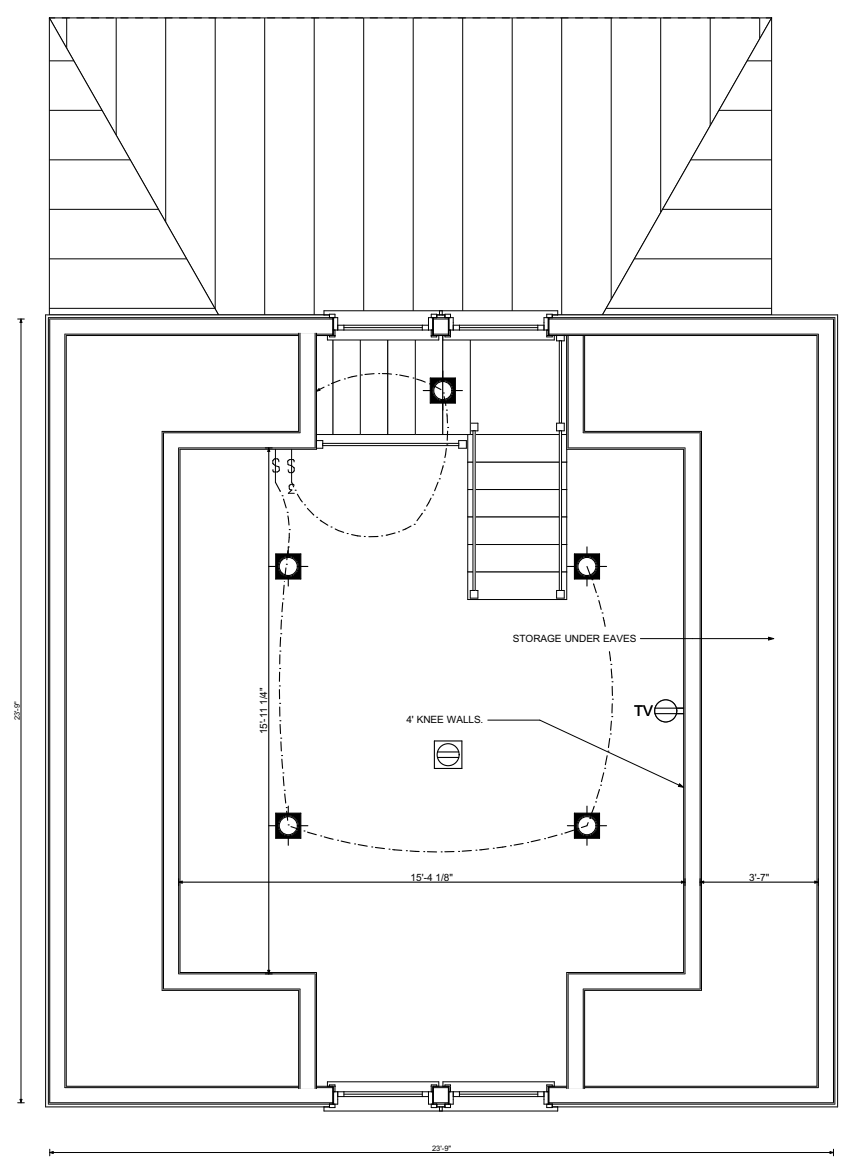 S S
3
STORAGE UNDER EAVES
23'-9"
15'-11 1/4"
TV
4' KNEE WALLS.
15'-4 1/8"
3'-7"
23'-9"